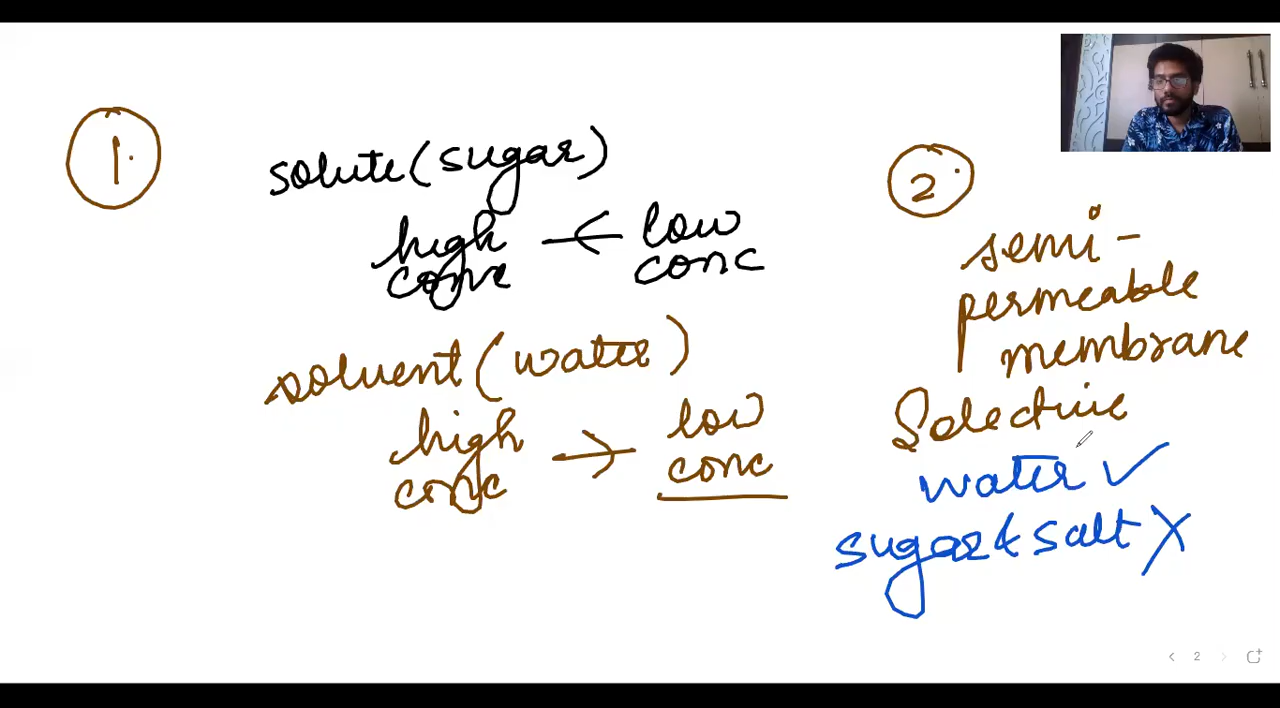 1.
solute (sugar)
high ← low
conc conc
solvent (water)
high → low
conc conc
2.
semi-
permeable
membrane
Selective
water ✓
sugar & salt X
2